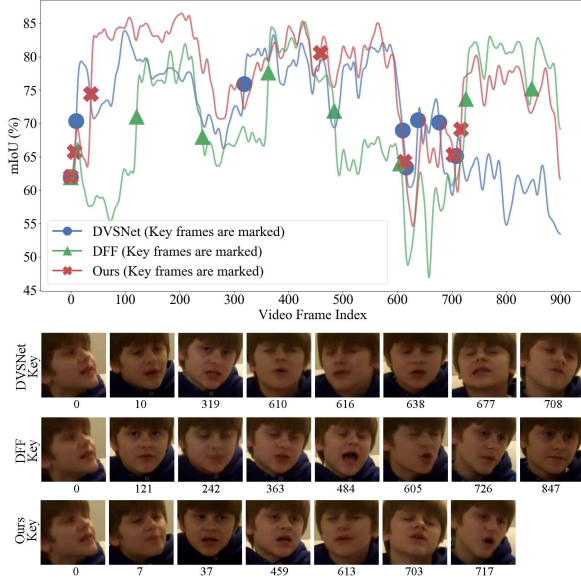 mIoU (%)
85
80
75
70
65
60
55
50
45
DVSNet (Key frames are marked)
DFF (Key frames are marked)
Ours (Key frames are marked)
0 100 200 300 400 500 600 700 800 900
Video Frame Index
DVSNet
Key
0 10 319 610 616 638 677 708
DFF
Key
0 121 242 363 484 605 726 847
Ours
Key
0 7 37 459 613 703 717